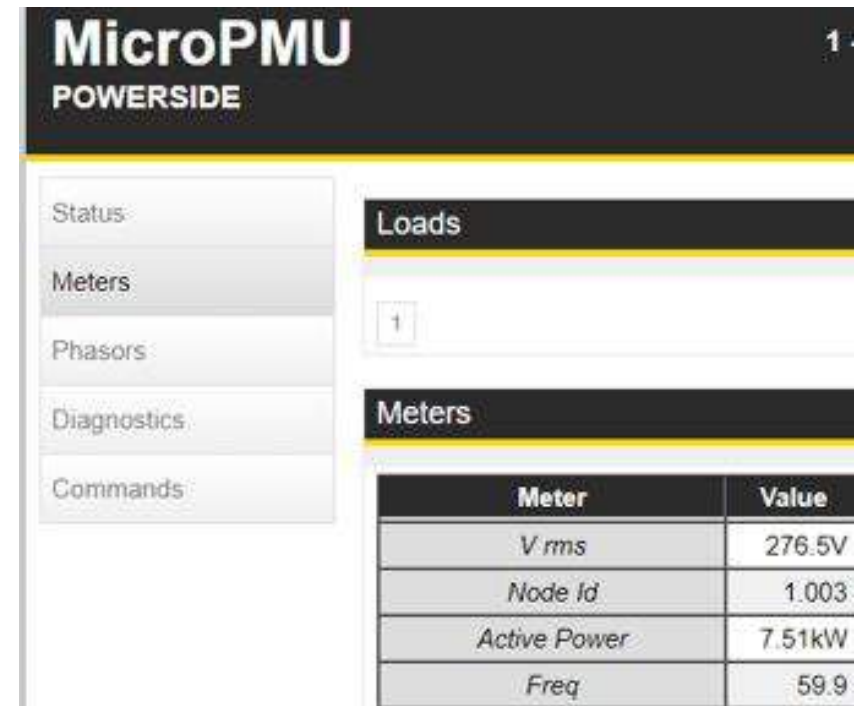 MicroPMU
1 -
POWERSIDE
Status
Meters
Phasors
Diagnostics
Commands
Loads
1
Meters
Meter Value
V rms 276.5V
Node Id 1.003
Active Power 7.51kW
Freq 59.9